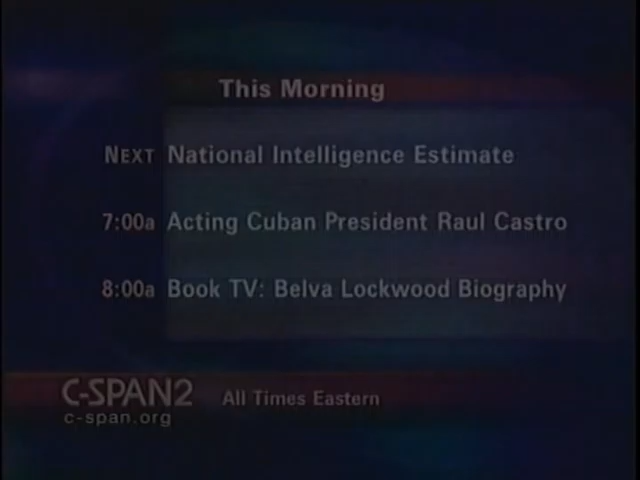 This Morning
NEXT National Intelligence Estimate
7:00a Acting Cuban President Raul Castro
8:00a Book TV: Belva Lockwood Biography
C-SPAN2 All Times Eastern
c-span.org